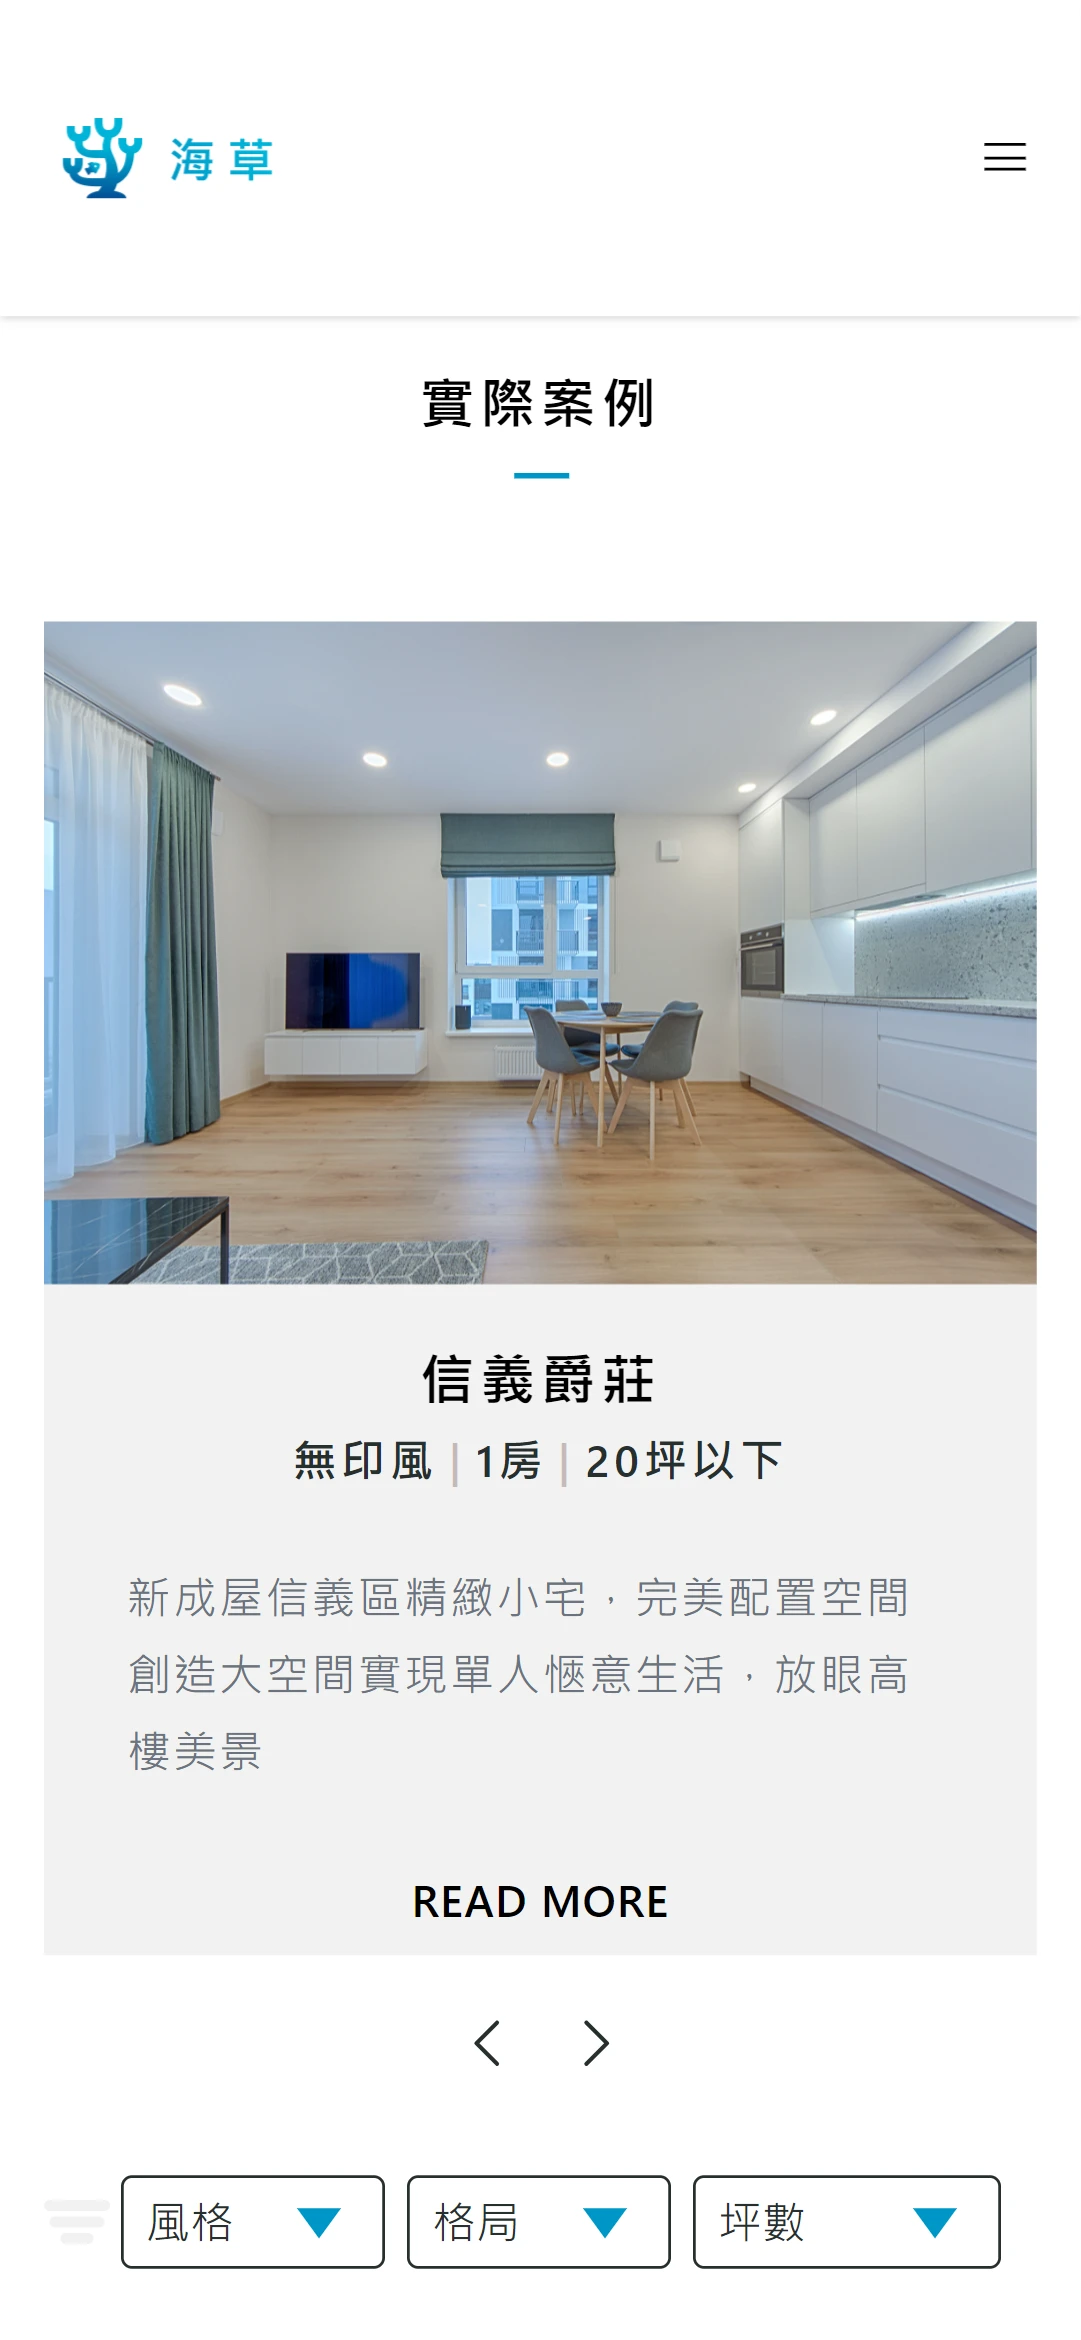 海草
實際案例
信義爵莊
無印風 | 1房 | 20坪以下
新成屋信義區精緻小宅，完美配置空間
創造大空間實現單人愜意生活，放眼高
樓美景
READ MORE
風格
格局
坪數